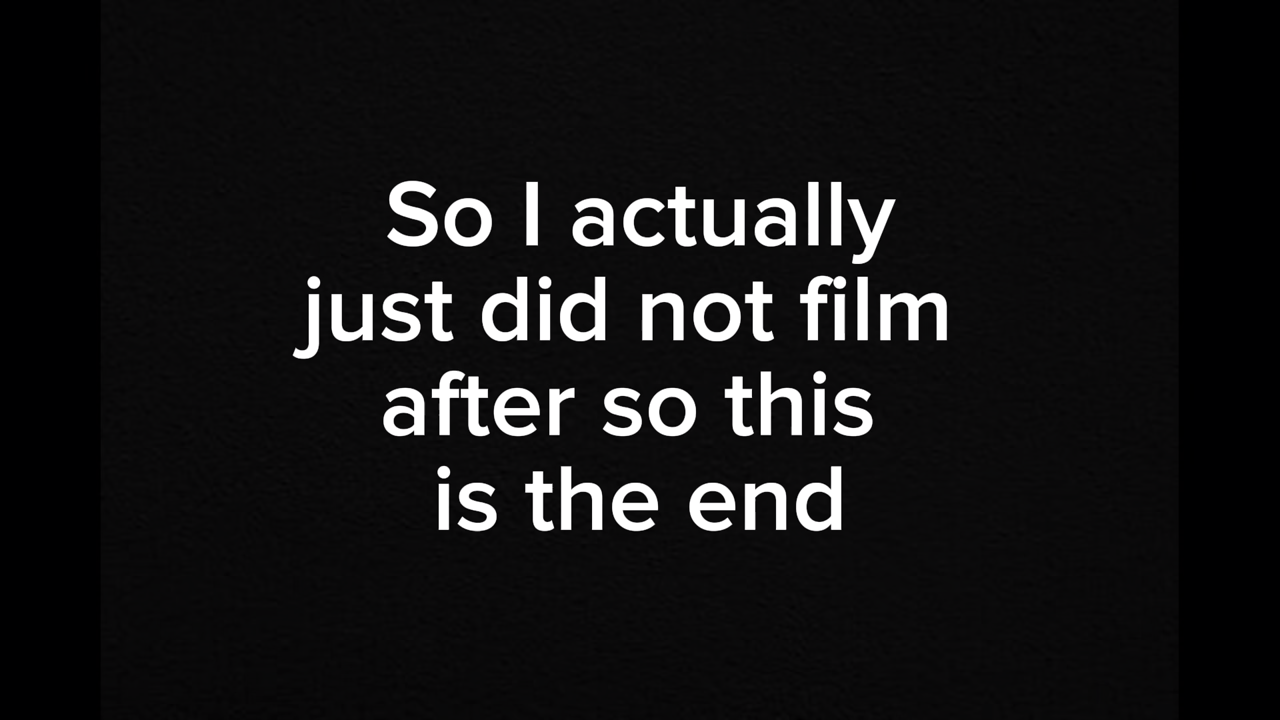 So I actually
just did not film
after so this
is the end